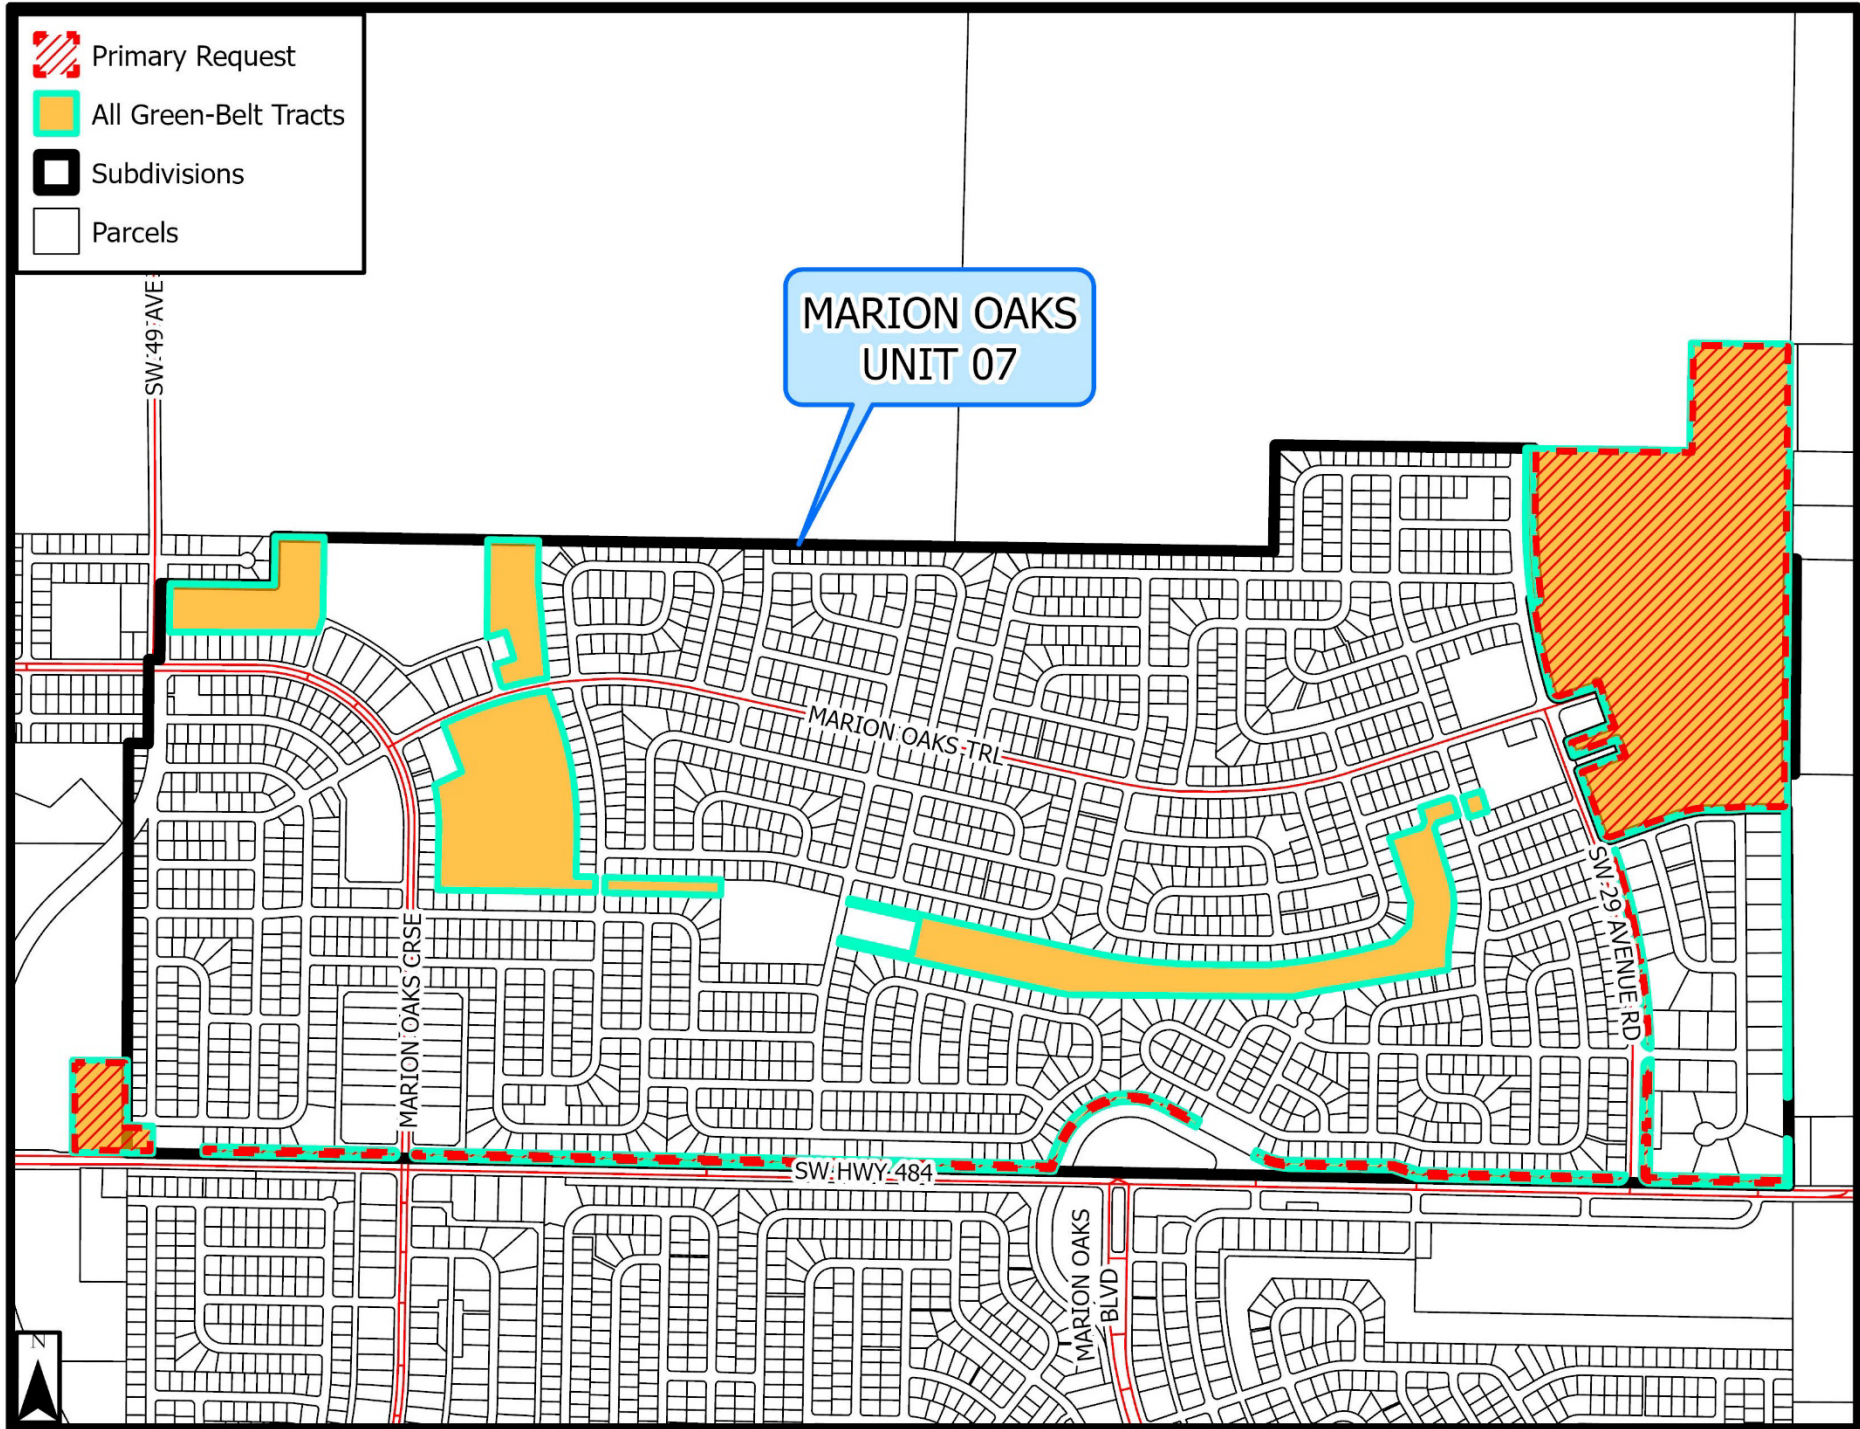 Primary Request
All Green-Belt Tracts
Subdivisions
Parcels
SW 49 AVE
MARION OAKS
UNIT 07
MARION OAKS TRL
SW 29 AVENUE RD
MARION OAKS CRSE
SW HWY 484
MARION OAKS
BLVD
N